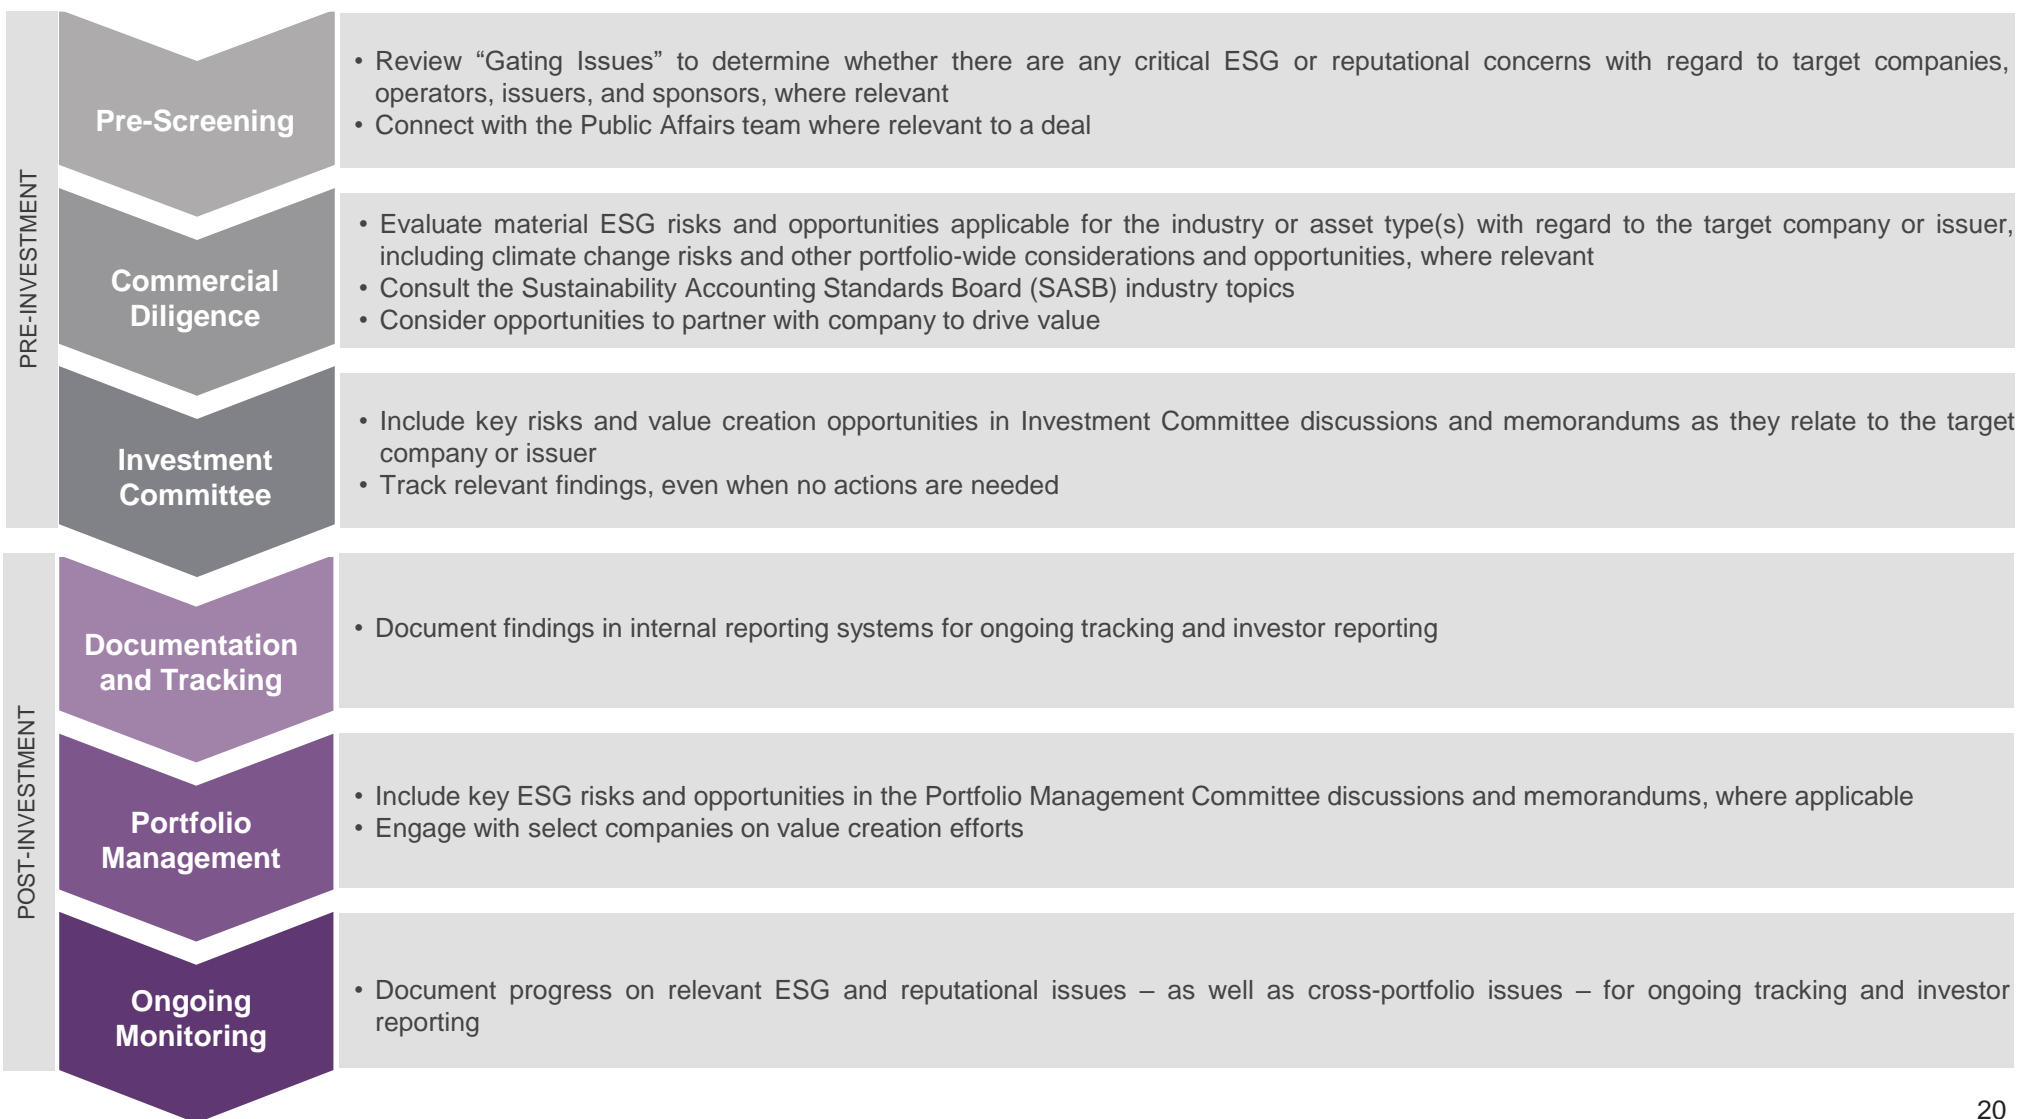 PRE-INVESTMENT
Pre-Screening
• Review “Gating Issues” to determine whether there are any critical ESG or reputational concerns with regard to target companies,
operators, issuers, and sponsors, where relevant
• Connect with the Public Affairs team where relevant to a deal
Commercial
Diligence
• Evaluate material ESG risks and opportunities applicable for the industry or asset type(s) with regard to the target company or issuer,
including climate change risks and other portfolio-wide considerations and opportunities, where relevant
• Consult the Sustainability Accounting Standards Board (SASB) industry topics
• Consider opportunities to partner with company to drive value
Investment
Committee
• Include key risks and value creation opportunities in Investment Committee discussions and memorandums as they relate to the target
company or issuer
• Track relevant findings, even when no actions are needed
POST-INVESTMENT
Documentation
and Tracking
• Document findings in internal reporting systems for ongoing tracking and investor reporting
Portfolio
Management
• Include key ESG risks and opportunities in the Portfolio Management Committee discussions and memorandums, where applicable
• Engage with select companies on value creation efforts
Ongoing
Monitoring
• Document progress on relevant ESG and reputational issues – as well as cross-portfolio issues – for ongoing tracking and investor
reporting
20